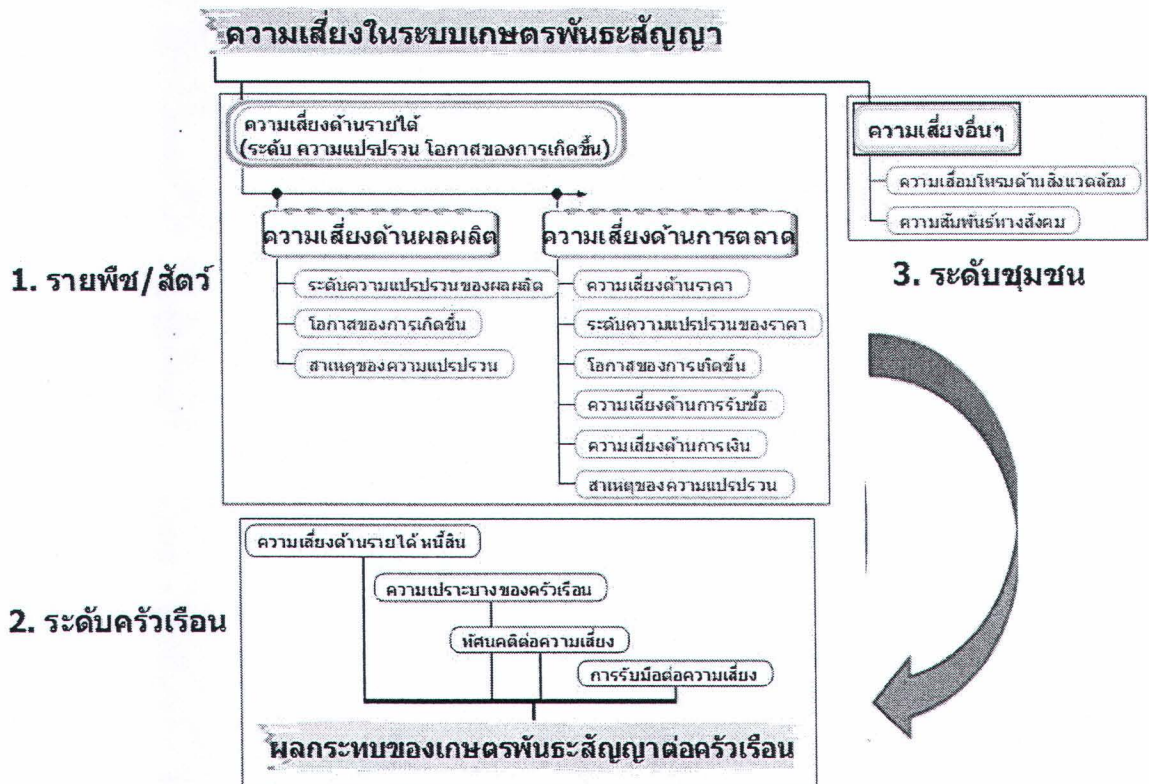 ความเสี่ยงในระบบเกษตรพันธะสัญญา
ความเสี่ยงด้านรายได้
(ระดับ ความแปรปรวน โอกาสของการเกิดขึ้น)
ความเสี่ยงอื่นๆ
ความเสื่อมโทรมด้านสิ่งแวดล้อม
ความสัมพันธ์ทางสังคม
3. ระดับชุมชน
1. รายพืช/สัตว์
ความเสี่ยงด้านผลผลิต
ระดับความแปรปรวนของผลผลิต
โอกาสของการเกิดขึ้น
สาเหตุของความแปรปรวน
ความเสี่ยงด้านการตลาด
ความเสี่ยงด้านราคา
ระดับความแปรปรวนของราคา
โอกาสของการเกิดขึ้น
ความเสี่ยงด้านการรับซื้อ
ความเสี่ยงด้านการเงิน
สาเหตุของความแปรปรวน
2. ระดับครัวเรือน
ความเสี่ยงด้านรายได้ หนี้สิน
ความเปราะบางของครัวเรือน
ทัศนคติต่อความเสี่ยง
การรับมือต่อความเสี่ยง
ผลกระทบของเกษตรพันธะสัญญาต่อครัวเรือน